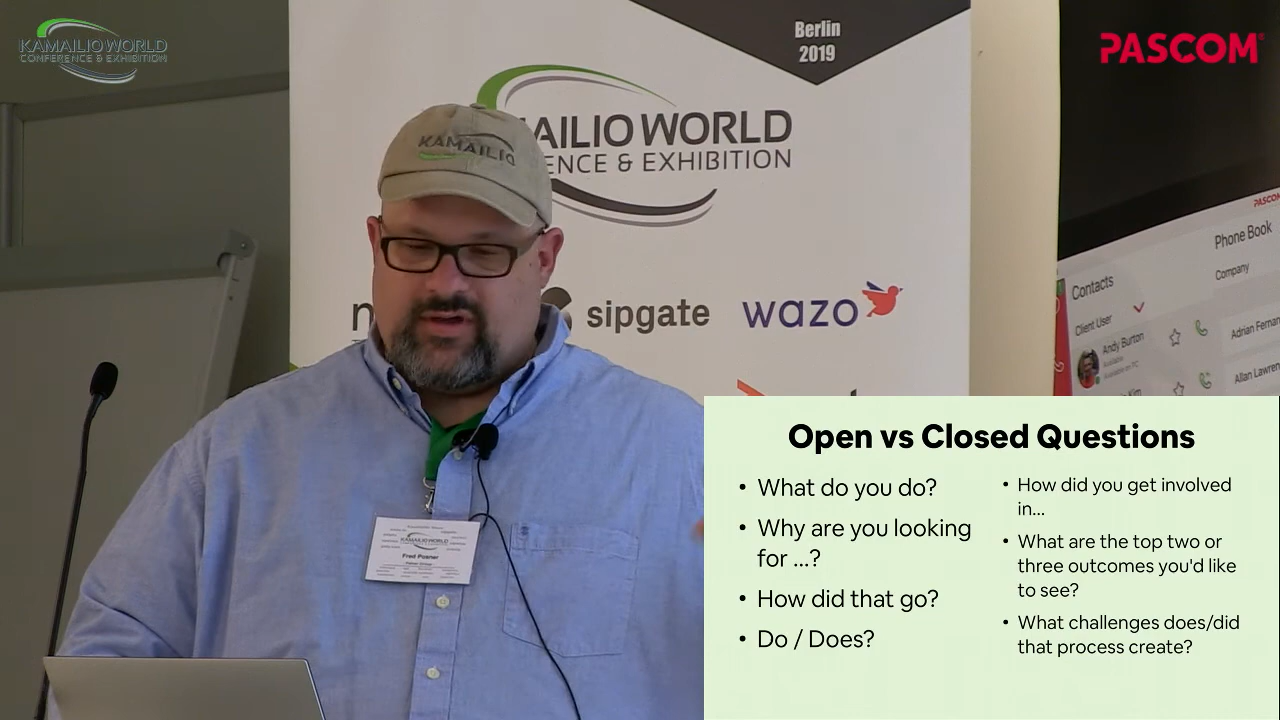 KAMAILIO WORLD
CONFERENCE & EXHIBITION
Berlin
2019
PASCOM
AILIO WORLD
ENCE & EXHIBITION
KAMAILIO
sipgate
wazo
PASCOM
Phone Book
Contacts
Company
Client User
Andy Burton
Adrian Fernan
Allan Lawren
KAMAILIO WORLD
Fred Posner
Open vs Closed Questions
• What do you do?
• Why are you looking
for ...?
• How did that go?
• Do / Does?
• How did you get involved
in...
• What are the top two or
three outcomes you'd like
to see?
• What challenges does/did
that process create?